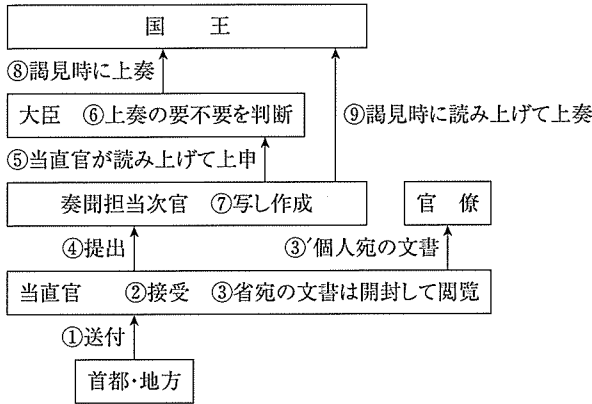 国　王
⑧謁見時に上奏
大臣　⑥上奏の要不要を判断
⑨謁見時に読み上げて上奏
⑤当直官が読み上げて上申
奏聞担当次官　⑦写し作成
官　僚
④提出
③′個人宛の文書
当直官　②接受　③省宛の文書は開封して閲覧
①送付
首都・地方